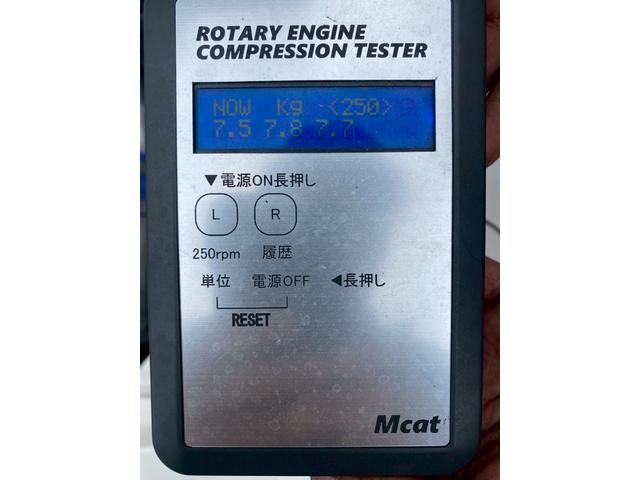 ROTARY ENGINE
COMPRESSION TESTER
NOW Kg <250>
7.5 7.8 7.7
▼電源ON長押し
L R
250rpm 履歴
単位 電源OFF ◀長押し
RESET
Mcat